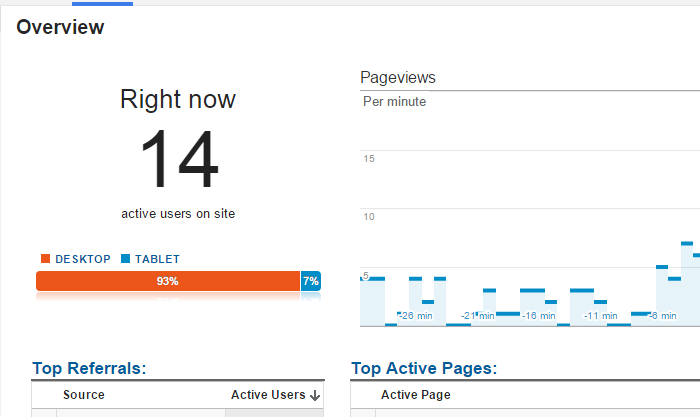 Overview
Right now
14
active users on site
DESKTOP TABLET
93% 7%
Pageviews
Per minute
15
10
5
-26 min -21 min -16 min -11 min -6 min
Top Referrals:
Source Active Users
Top Active Pages:
Active Page